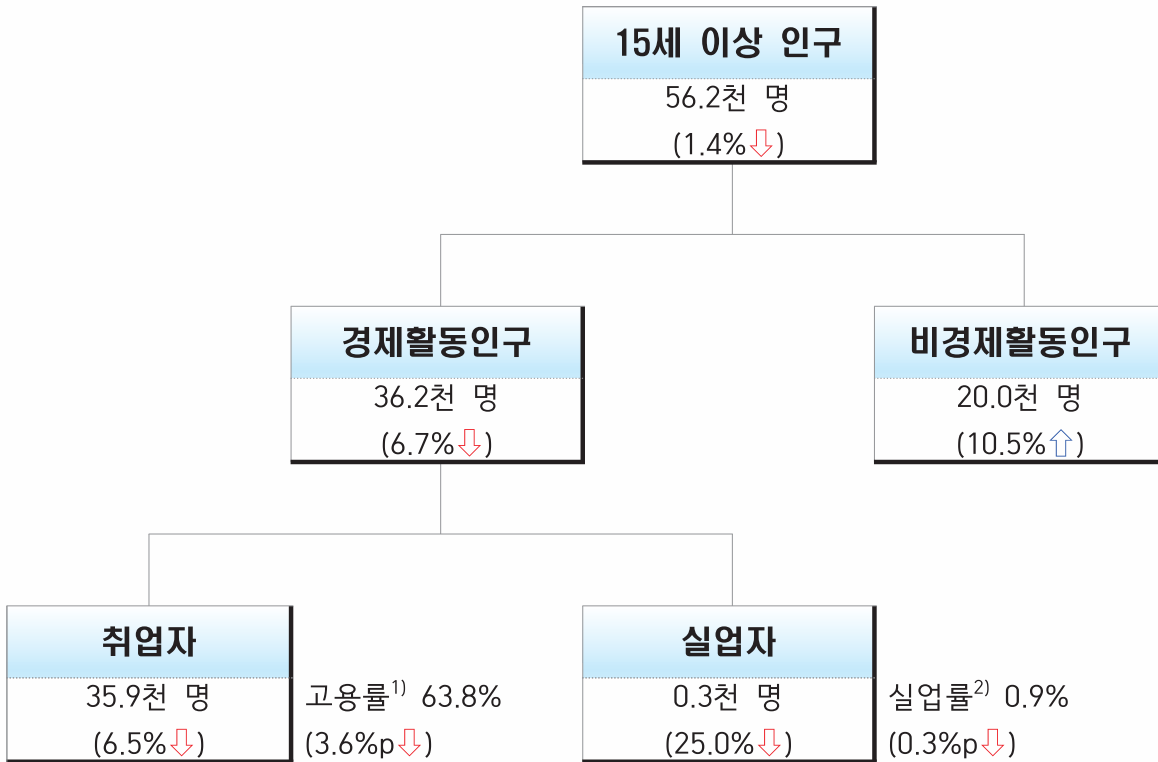 15세 이상 인구
56.2천 명
(1.4%⇩)
경제활동인구
36.2천 명
(6.7%⇩)
비경제활동인구
20.0천 명
(10.5%⇧)
취업자
35.9천 명
(6.5%⇩)
고용률1) 63.8%
(3.6%p⇩)
실업자
0.3천 명
(25.0%⇩)
실업률2) 0.9%
(0.3%p⇩)